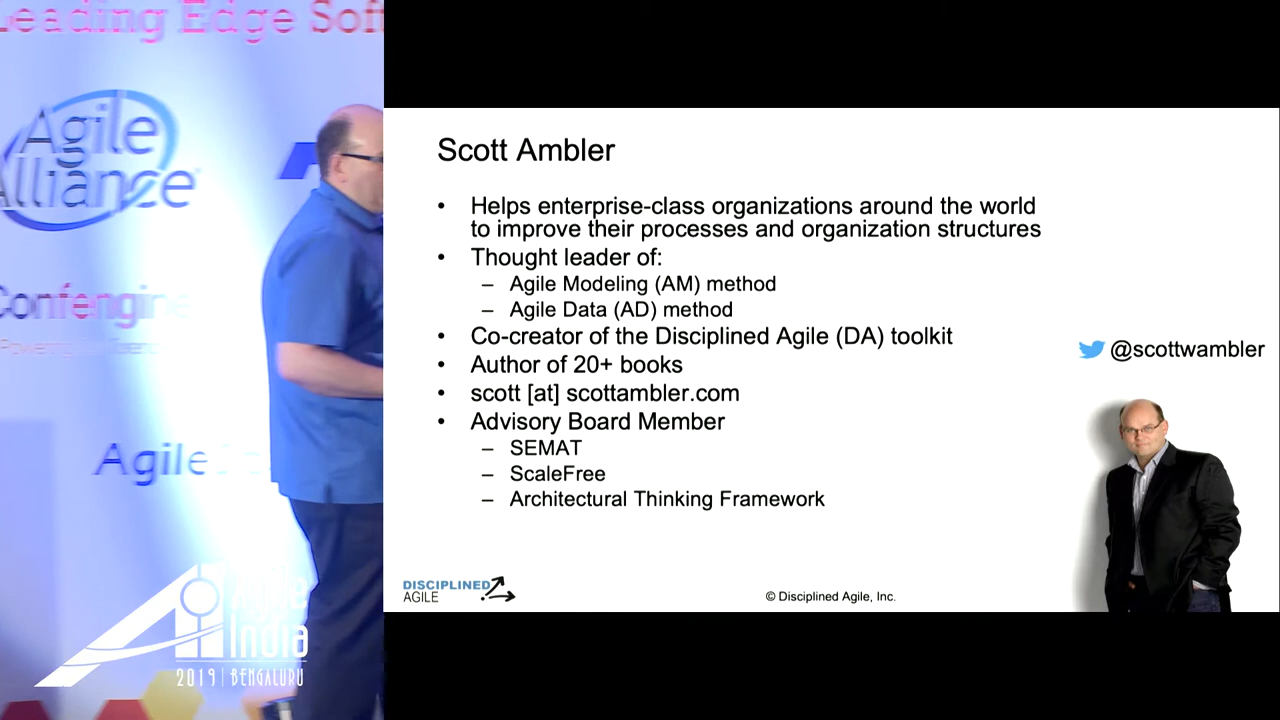 Leading Edge Soft
Agile
Alliance
Confengine
Agile
Agile
India
2019 | BENGALURU
Scott Ambler
• Helps enterprise-class organizations around the world
to improve their processes and organization structures
• Thought leader of:
– Agile Modeling (AM) method
– Agile Data (AD) method
• Co-creator of the Disciplined Agile (DA) toolkit
• Author of 20+ books
• scott [at] scottambler.com
• Advisory Board Member
– SEMAT
– ScaleFree
– Architectural Thinking Framework
@scottwambler
DISCIPLINED
AGILE
© Disciplined Agile, Inc.